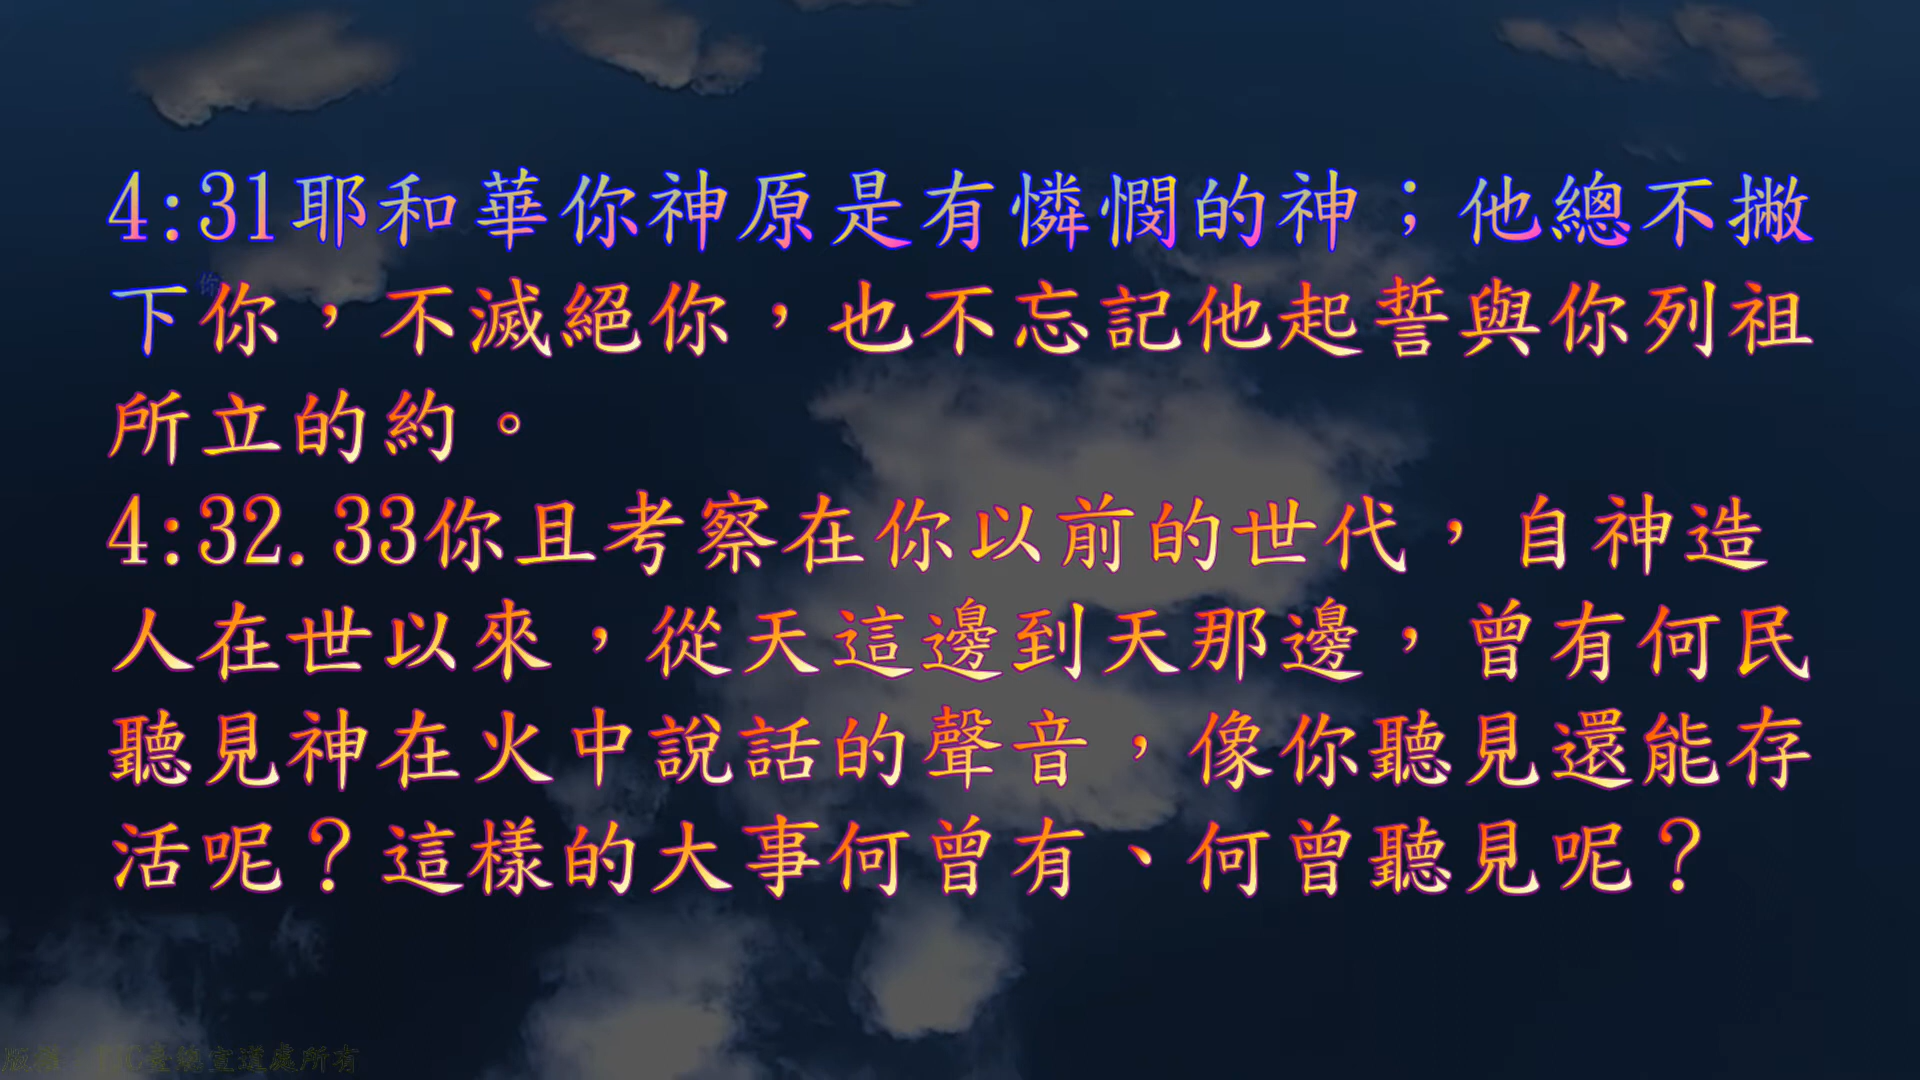 4:31耶和華你神原是有憐憫的神；他總不撇
下你，不滅絕你，也不忘記他起誓與你列祖
所立的約。
4:32.33你且考察在你以前的世代，自神造
人在世以來，從天這邊到天那邊，曾有何民
聽見神在火中說話的聲音，像你聽見還能存
活呢？這樣的大事何曾有、何曾聽見呢？
宣道處所有